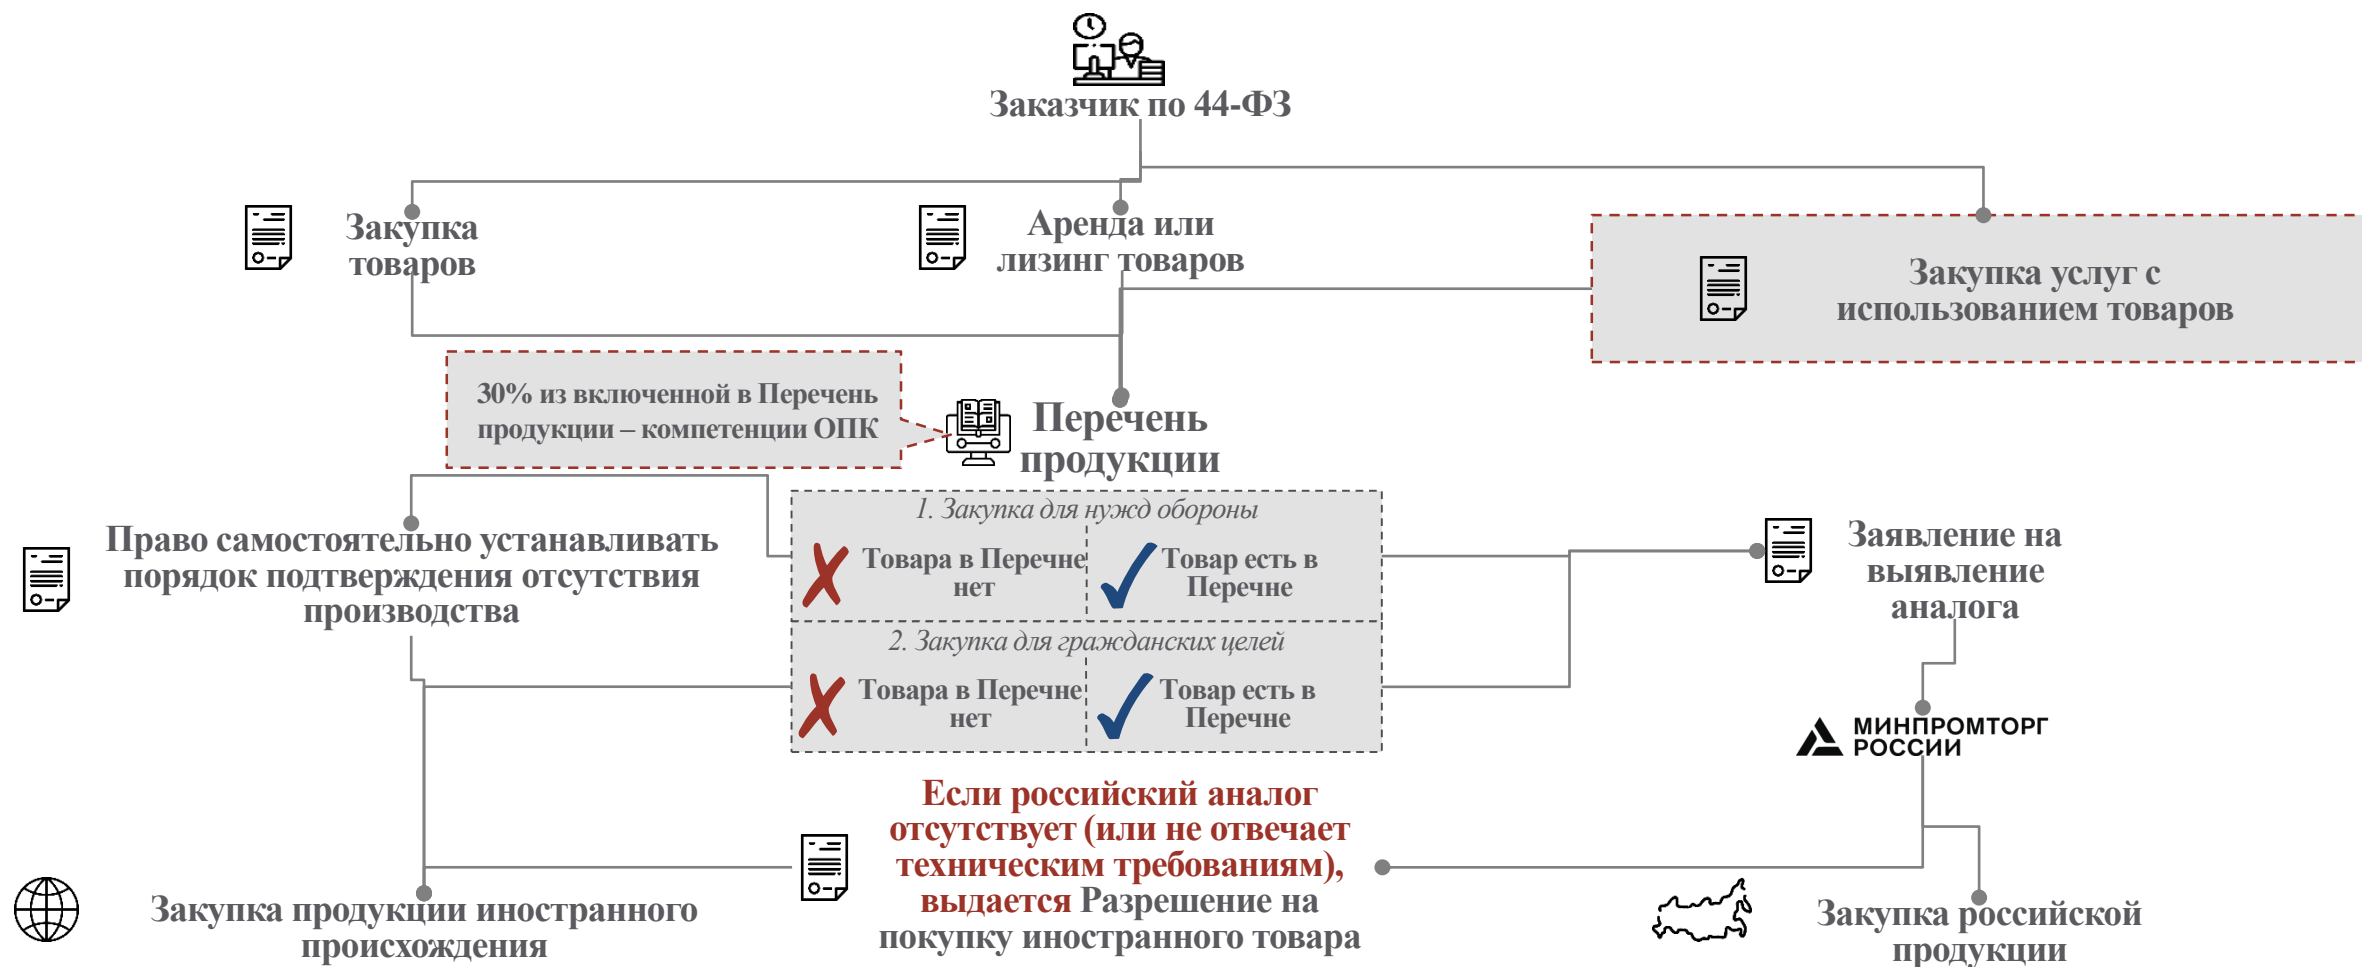 Заказчик по 44-ФЗ
Закупка
товаров
Аренда или
лизинг товаров
Закупка услуг с
использованием товаров
30% из включенной в Перечень
продукции – компетенции ОПК
Перечень
продукции
1. Закупка для нужд обороны
Товара в Перечне
нет
Товар есть в
Перечне
2. Закупка для гражданских целей
Товара в Перечне
нет
Товар есть в
Перечне
Право самостоятельно устанавливать
порядок подтверждения отсутствия
производства
Заявление на
выявление
аналога
МИНПРОМТОРГ
РОССИИ
Если российский аналог
отсутствует (или не отвечает
техническим требованиям),
выдается Разрешение на
покупку иностранного товара
Закупка продукции иностранного
происхождения
Закупка российской
продукции